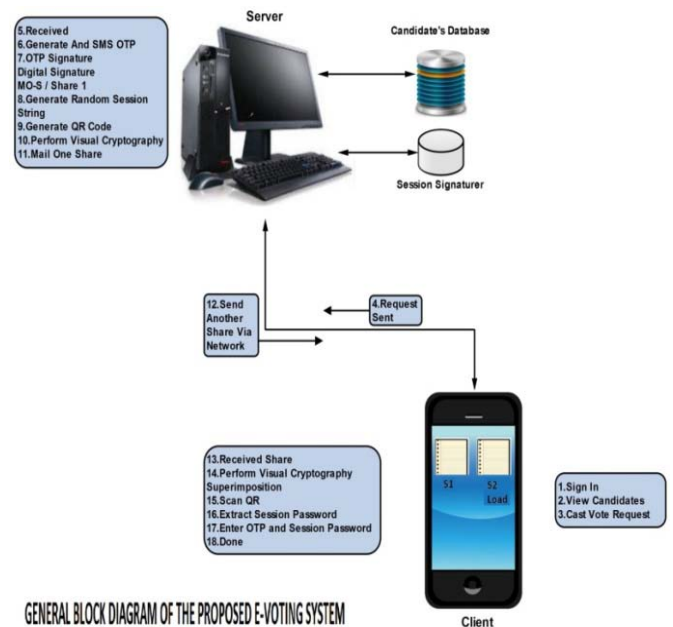 Server
Candidate's Database
5.Received
6.Generate And SMS OTP
7.OTP Signature
Digital Signature
MO-S / Share 1
8.Generate Random Session
String
9.Generate QR Code
10.Perform Visual Cryptography
11.Mail One Share
Session Signaturer
12.Send
Another
Share Via
Network
4.Request
Sent
13.Received Share
14.Perform Visual Cryptography
Superimposition
15.Scan QR
16.Extract Session Password
17.Enter OTP and Session Password
18.Done
S1
S2
Load
1.Sign In
2.View Candidates
3.Cast Vote Request
GENERAL BLOCK DIAGRAM OF THE PROPOSED E-VOTING SYSTEM
Client